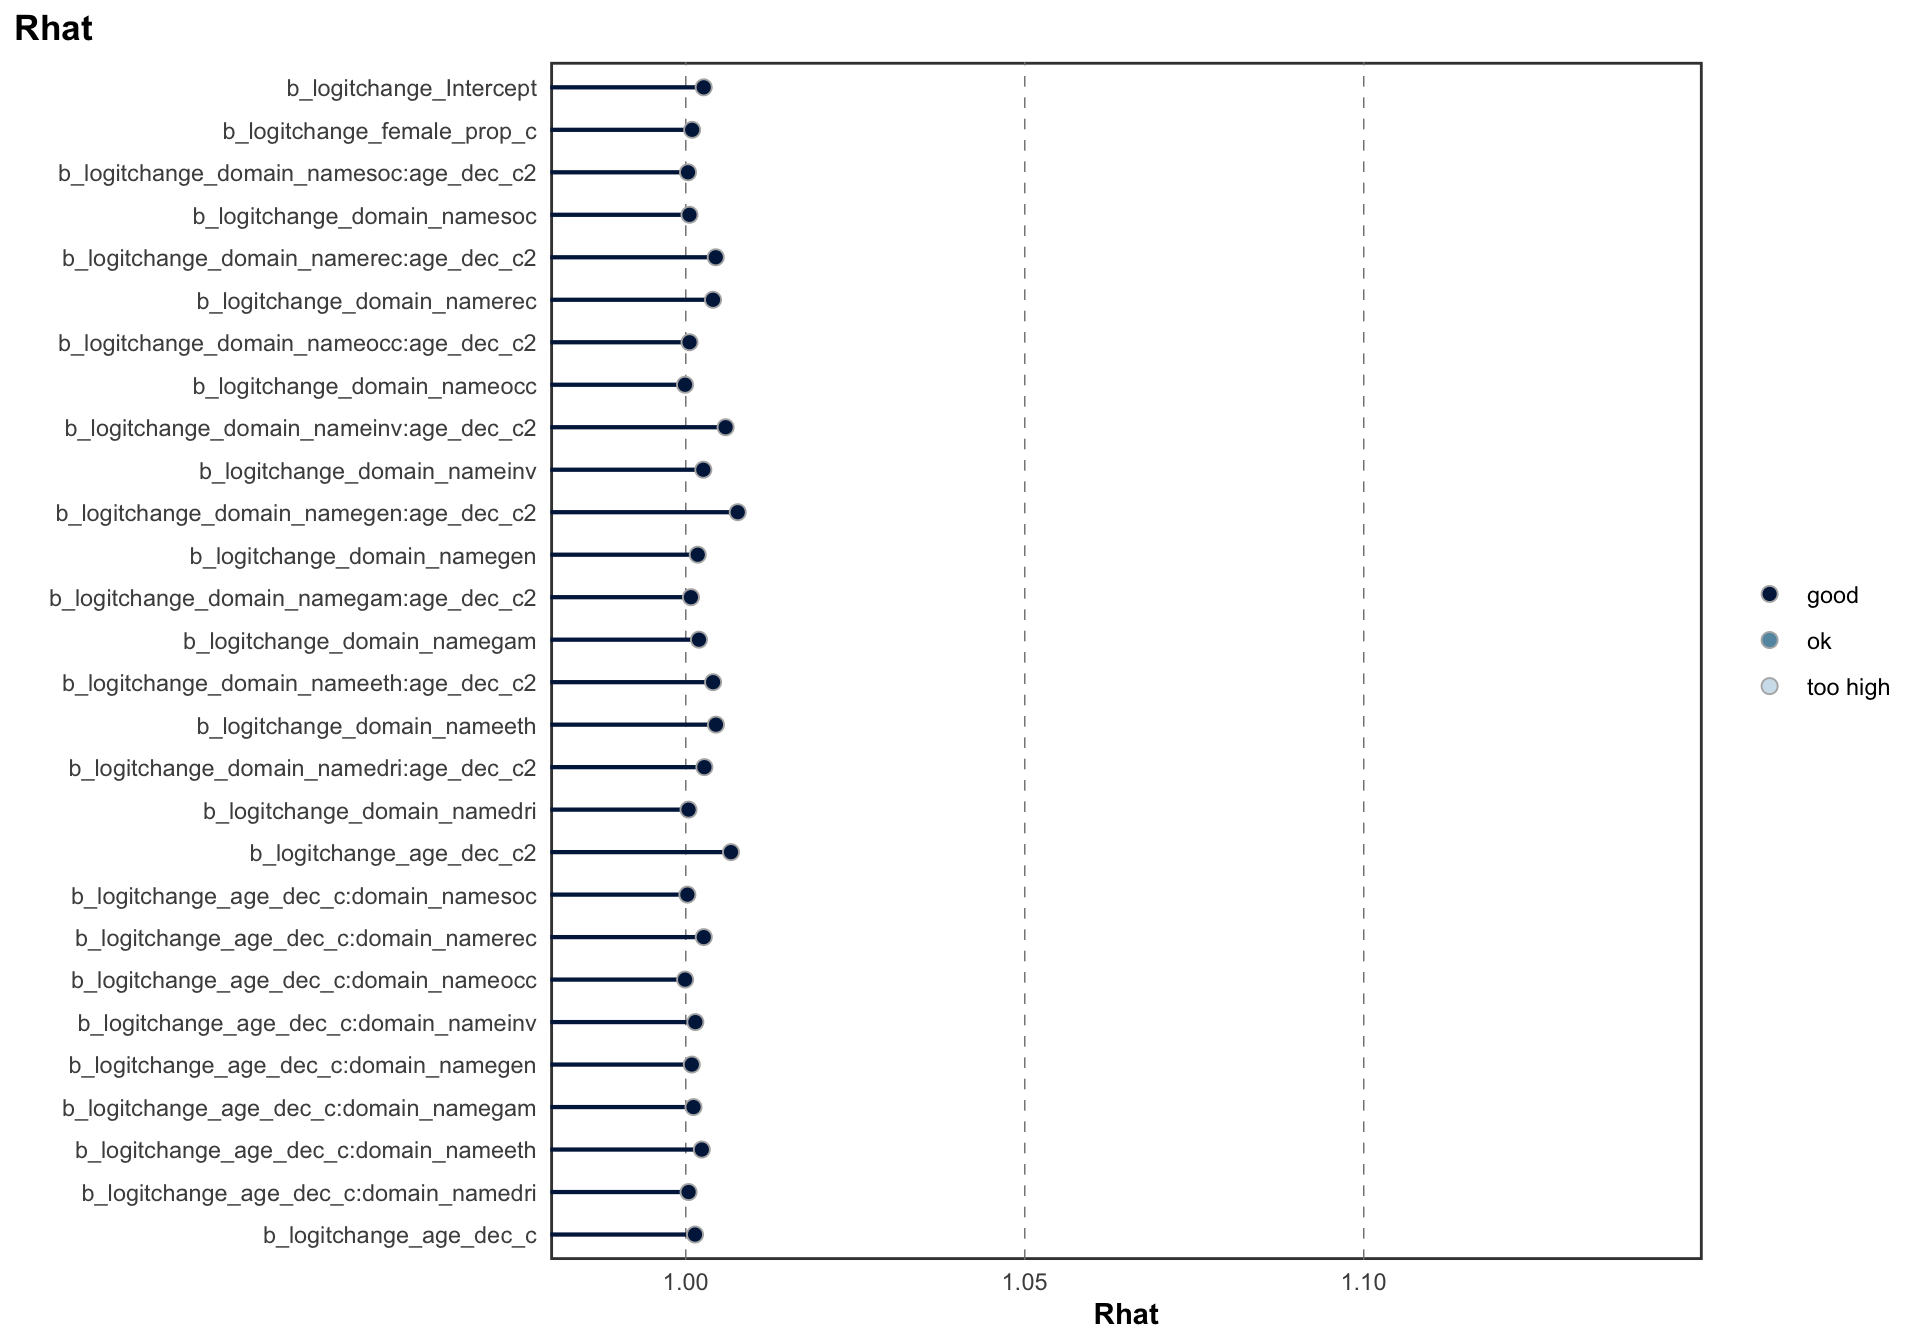 Rhat
b_logitchange_Intercept
b_logitchange_female_prop_c
b_logitchange_domain_namesoc:age_dec_c2
b_logitchange_domain_namesoc
b_logitchange_domain_namerec:age_dec_c2
b_logitchange_domain_namerec
b_logitchange_domain_nameocc:age_dec_c2
b_logitchange_domain_nameocc
b_logitchange_domain_nameinv:age_dec_c2
b_logitchange_domain_nameinv
b_logitchange_domain_namegen:age_dec_c2
b_logitchange_domain_namegen
b_logitchange_domain_namegam:age_dec_c2
b_logitchange_domain_namegam
b_logitchange_domain_nameeth:age_dec_c2
b_logitchange_domain_nameeth
b_logitchange_domain_namedri:age_dec_c2
b_logitchange_domain_namedri
b_logitchange_age_dec_c2
b_logitchange_age_dec_c:domain_namesoc
b_logitchange_age_dec_c:domain_namerec
b_logitchange_age_dec_c:domain_nameocc
b_logitchange_age_dec_c:domain_nameinv
b_logitchange_age_dec_c:domain_namegen
b_logitchange_age_dec_c:domain_namegam
b_logitchange_age_dec_c:domain_nameeth
b_logitchange_age_dec_c:domain_namedri
b_logitchange_age_dec_c
1.00 1.05 1.10
Rhat
good
ok
too high